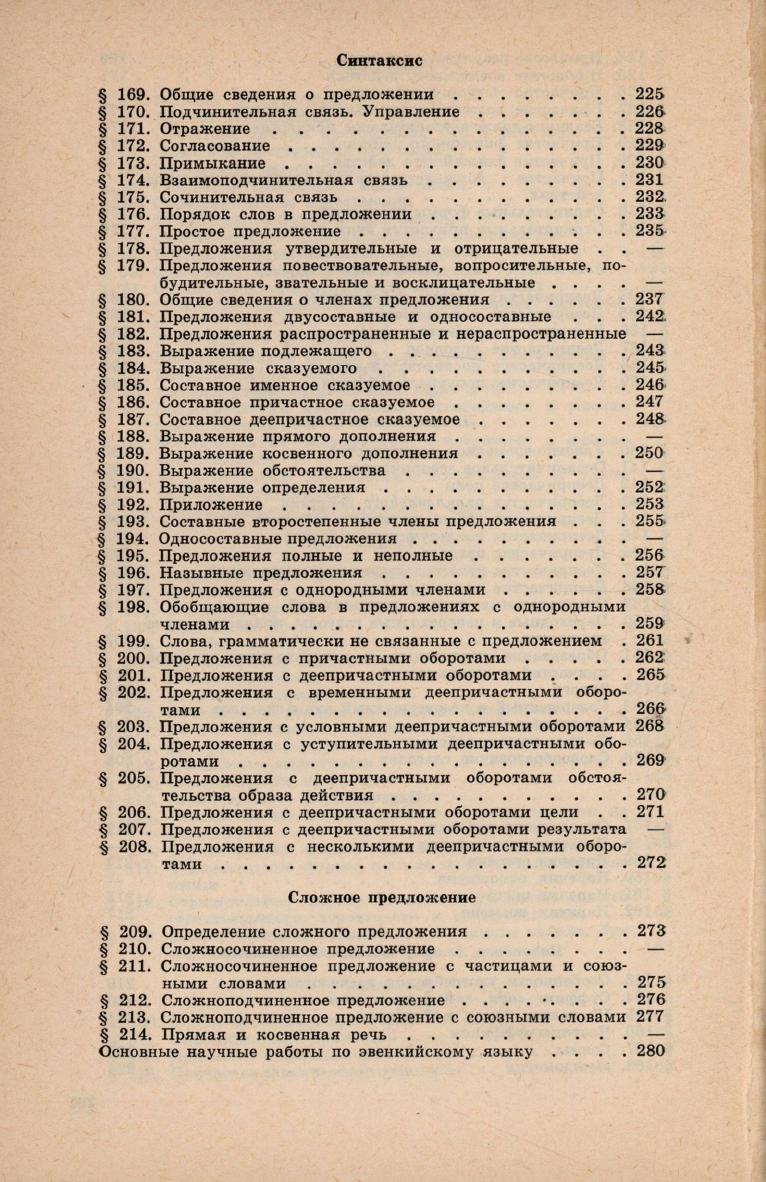 Синтаксис
§ 169. Общие сведения о предложении . . . . . . . . 225
§ 170. Подчинительная связь. Управление . . . . . . . 226
§ 171. Отражение . . . . . . . . . . . . . . . 228
§ 172. Согласование . . . . . . . . . . . . . . 229
§ 173. Примыкание . . . . . . . . . . . . . . 230
§ 174. Взаимоподчинительная связь . . . . . . . . . 231
§ 175. Сочинительная связь . . . . . . . . . . . . 232
§ 176. Порядок слов в предложении . . . . . . . . . 233
§ 177. Простое предложение . . . . . . . . . . . . 235
§ 178. Предложения утвердительные и отрицательные . . —
§ 179. Предложения повествовательные, вопросительные, по-
будительные, звательные и восклицательные . . . . —
§ 180. Общие сведения о членах предложения . . . . . . 237
§ 181. Предложения двусоставные и односоставные . . . 242
§ 182. Предложения распространенные и нераспространенные —
§ 183. Выражение подлежащего . . . . . . . . . . . 243
§ 184. Выражение сказуемого . . . . . . . . . . . 245
§ 185. Составное именное сказуемое . . . . . . . . . 246
§ 186. Составное причастное сказуемое . . . . . . . . 247
§ 187. Составное деепричастное сказуемое . . . . . . . 248
§ 188. Выражение прямого дополнения . . . . . . . . —
§ 189. Выражение косвенного дополнения . . . . . . . 250
§ 190. Выражение обстоятельства . . . . . . . . . . —
§ 191. Выражение определения . . . . . . . . . . . 252
§ 192. Приложение . . . . . . . . . . . . . . 253
§ 193. Составные второстепенные члены предложения . . . 255
§ 194. Односоставные предложения . . . . . . . . . . —
§ 195. Предложения полные и неполные . . . . . . . 256
§ 196. Назывные предложения . . . . . . . . . . . 257
§ 197. Предложения с однородными членами . . . . . . 258
§ 198. Обобщающие слова в предложениях с однородными
членами . . . . . . . . . . . . . . . . 259
§ 199. Слова, грамматически не связанные с предложением . 261
§ 200. Предложения с причастными оборотами . . . . . 262
§ 201. Предложения с деепричастными оборотами . . . . 265
§ 202. Предложения с временными деепричастными оборо-
тами . . . . . . . . . . . . . . . . . 266
§ 203. Предложения с условными деепричастными оборотами 268
§ 204. Предложения с уступительными деепричастными обо-
ротами . . . . . . . . . . . . . . . . 269
§ 205. Предложения с деепричастными оборотами обстоя-
тельства образа действия . . . . . . . . . . 270
§ 206. Предложения с деепричастными оборотами цели . . 271
§ 207. Предложения с деепричастными оборотами результата —
§ 208. Предложения с несколькими деепричастными оборо-
тами . . . . . . . . . . . . . . . . . 272
Сложное предложение
§ 209. Определение сложного предложения . . . . . . . 273
§ 210. Сложносочиненное предложение . . . . . . . . —
§ 211. Сложносочиненное предложение с частицами и союз-
ными словами . . . . . . . . . . . . . . 275
§ 212. Сложноподчиненное предложение . . . . . . . . 276
§ 213. Сложноподчиненное предложение с союзными словами 277
§ 214. Прямая и косвенная речь . . . . . . . . . . —
Основные научные работы по эвенкийскому языку . . . . 280